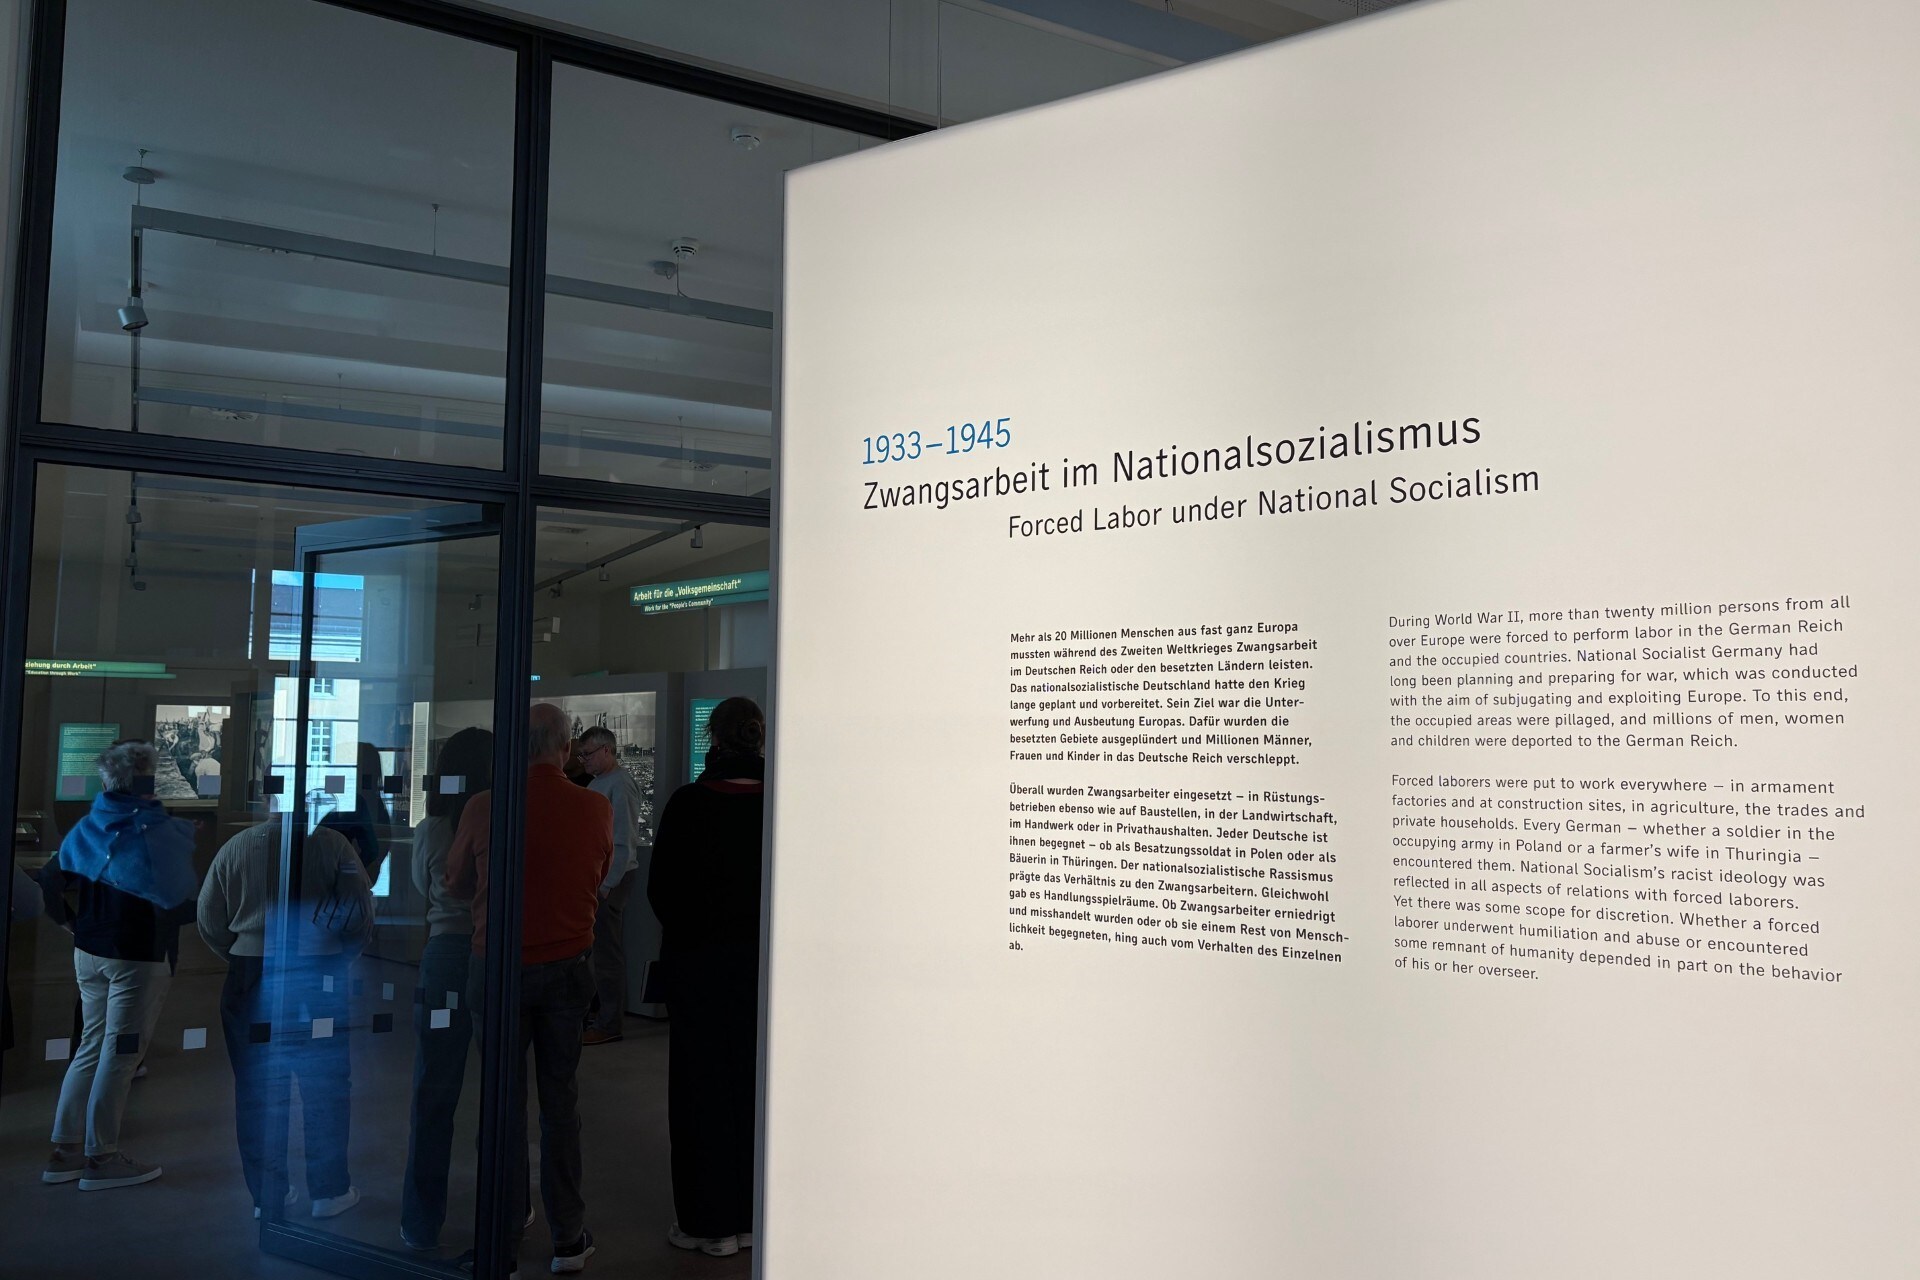 1933–1945
Zwangsarbeit im Nationalsozialismus
Forced Labor under National Socialism
Mehr als 20 Millionen Menschen aus fast ganz Europa
mussten während des Zweiten Weltkrieges Zwangsarbeit
im Deutschen Reich oder den besetzten Ländern leisten.
Das nationalsozialistische Deutschland hatte den Krieg
lange geplant und vorbereitet. Sein Ziel war die Unter-
werfung und Ausbeutung Europas. Dafür wurden die
besetzten Gebiete ausgeplündert und Millionen Männer,
Frauen und Kinder in das Deutsche Reich verschleppt.
Überall wurden Zwangsarbeiter eingesetzt – in Rüstungs-
betrieben ebenso wie auf Baustellen, in der Landwirtschaft,
im Handwerk oder in Privathaushalten. Jeder Deutsche ist
ihnen begegnet – ob als Besatzungssoldat in Polen oder als
Bäuerin in Thüringen. Der nationalsozialistische Rassismus
prägte das Verhältnis zu den Zwangsarbeitern. Gleichwohl
gab es Handlungsspielräume. Ob Zwangsarbeiter erniedrigt
und misshandelt wurden oder ob sie einem Rest von Mensch-
lichkeit begegneten, hing auch vom Verhalten des Einzelnen
ab.
During World War II, more than twenty million persons from all
over Europe were forced to perform labor in the German Reich
and the occupied countries. National Socialist Germany had
long been planning and preparing for war, which was conducted
with the aim of subjugating and exploiting Europe. To this end,
the occupied areas were pillaged, and millions of men, women
and children were deported to the German Reich.
Forced laborers were put to work everywhere – in armament
factories and at construction sites, in agriculture, the trades and
private households. Every German – whether a soldier in the
occupying army in Poland or a farmer's wife in Thuringia –
encountered them. National Socialism's racist ideology was
reflected in all aspects of relations with forced laborers.
Yet there was some scope for discretion. Whether a forced
laborer underwent humiliation and abuse or encountered
some remnant of humanity depended in part on the behavior
of his or her overseer.
Arbeit für die „Volksgemeinschaft“
Work for the "People's Community"
ziehung durch Arbeit“
"Education through Work"